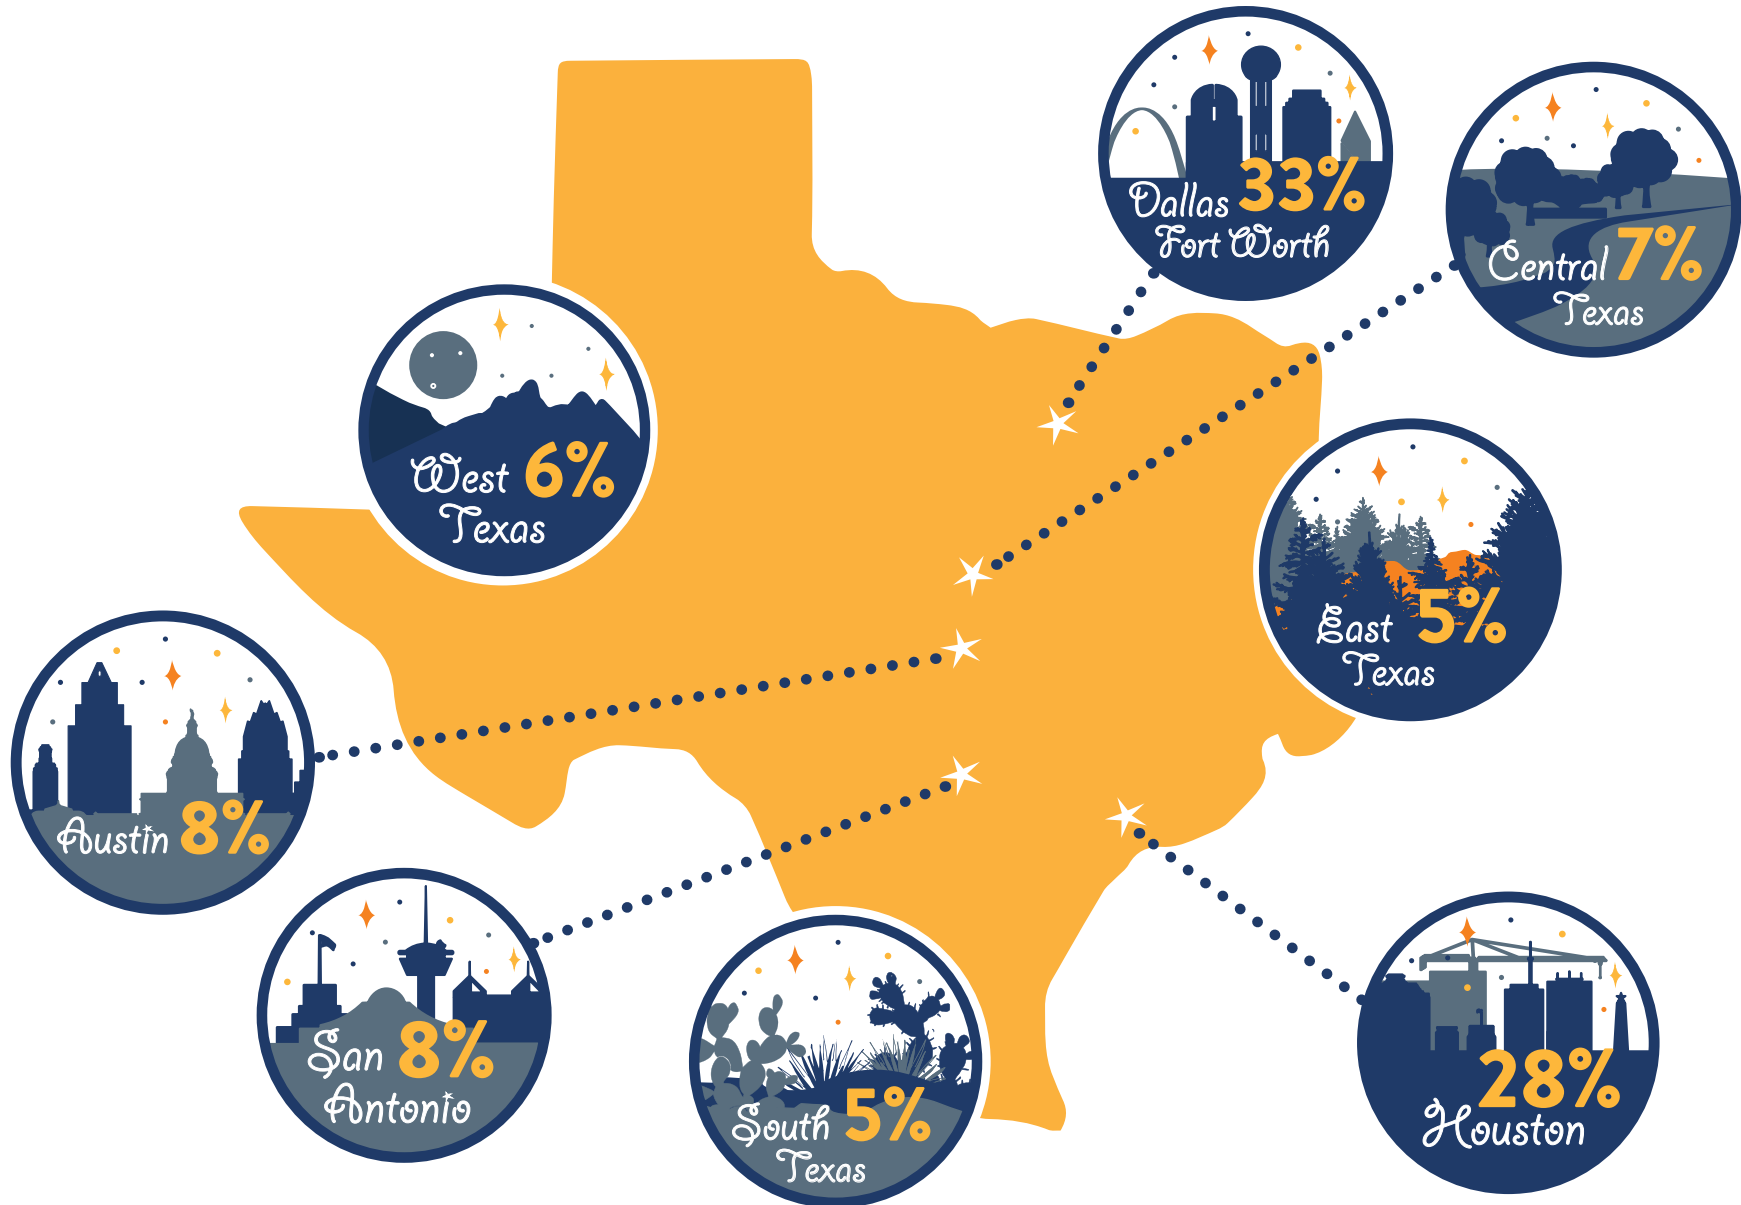 Dallas 33%
Fort Worth
Central 7%
Texas
West 6%
Texas
East 5%
Texas
Austin 8%
San 8%
Antonio
South 5%
Texas
28%
Houston